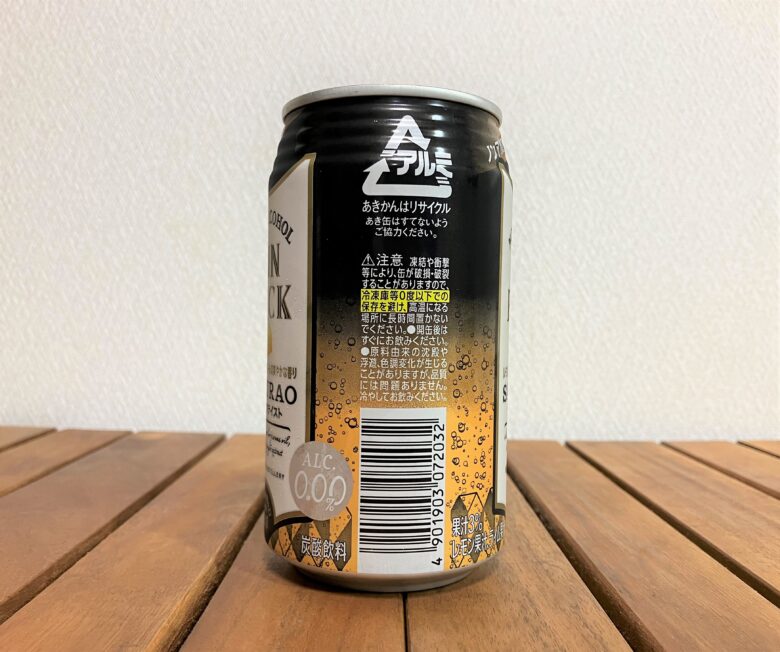 アルミ
あきかんはリサイクル
あき缶はすてないよう
ご協力ください。
注意 凍結や衝撃
等により、缶が破損・破裂
することがありますので、
冷凍庫等0度以下での
保存を避け、高温になる
場所に長時間置かない
でください。●開缶後は
すぐにお飲みください。
●原料由来の沈殿や
浮遊、色調変化が生じる
ことがありますが、品質
には問題ありません。
冷やしてお飲みください。
4 901903 072032
ALC.
0.00%
炭酸飲料
果汁3%
レモン果汁
COHOL
IN
CK
RAO
テイスト